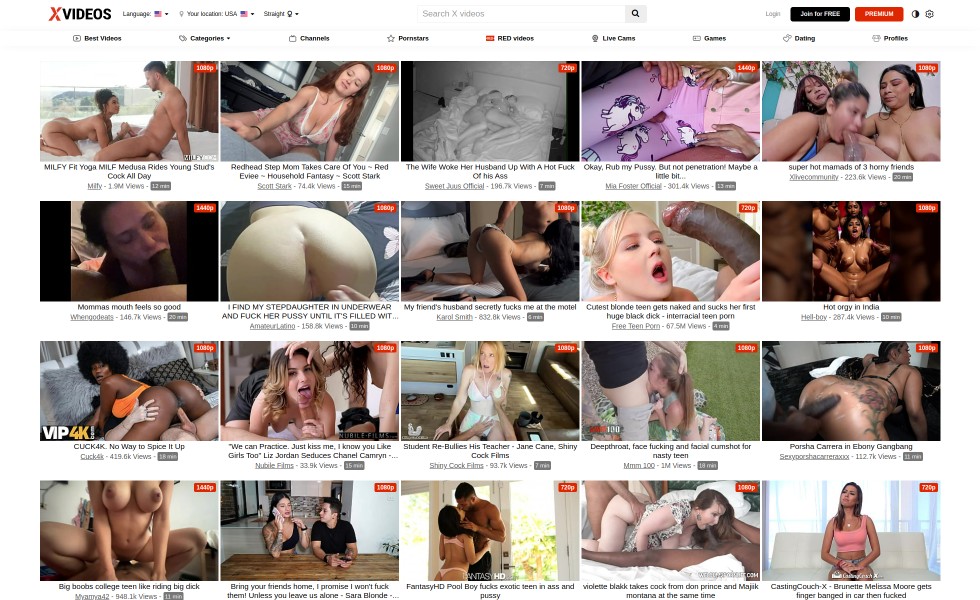 XVIDEOS
Language:
Your location: USA
Straight
Search X videos
Login
Join for FREE
PREMIUM
Best Videos
Categories
Channels
Pornstars
RED videos
Live Cams
Games
Dating
Profiles
1080p
MILFY Fit Yoga MILF Medusa Rides Young Stud's
Cock All Day
Milfy - 1.9M Views - 12 min
1080p
Redhead Step Mom Takes Care Of You ~ Red
Eviee ~ Household Fantasy ~ Scott Stark
Scott Stark - 74.4k Views - 15 min
720p
The Wife Woke Her Husband Up With A Hot Fuck
Of His Ass
Sweet Juus Official - 196.7k Views - 7 min
1440p
Okay, Rub my Pussy. But not penetration! Maybe a
little bit...
Mia Foster Official - 301.4k Views - 13 min
1080p
super hot mamads of 3 horny friends
Xlivecommunity - 223.6k Views - 20 min
1440p
Mommas mouth feels so good
Whengodeats - 146.7k Views - 20 min
1080p
I FIND MY STEPDAUGHTER IN UNDERWEAR
AND FUCK HER PUSSY UNTIL IT'S FILLED WIT...
AmateurLatino - 158.8k Views - 10 min
1080p
My friend's husband secretly fucks me at the motel
Karol Smith - 832.8k Views - 6 min
720p
Cutest blonde teen gets naked and sucks her first
huge black dick - interracial teen porn
Free Teen Porn - 67.5M Views - 4 min
1080p
Hot orgy in India
Hell-boy - 287.4k Views - 10 min
1080p
VIP4K
CUCK4K. No Way to Spice It Up
Cuck4k - 419.6k Views - 18 min
1080p
NUBILE FILMS
"We can Practice. Just kiss me, I know you Like
Girls Too" Liz Jordan Seduces Chanel Camryn -...
Nubile Films - 33.9k Views - 15 min
1080p
Student Re-Bullies His Teacher - Jane Cane, Shiny
Cock Films
Shiny Cock Films - 93.7k Views - 7 min
1080p
Deepthroat, face fucking and facial cumshot for
nasty teen
Mmm 100 - 1M Views - 18 min
1080p
Porsha Carrera in Ebony Gangbang
Sexyporshacarreraxxx - 112.7k Views - 11 min
1440p
Big boobs college teen like riding big dick
Myamya42 - 948.1k Views - 11 min
1080p
Bring your friends home, I promise I won't fuck
them! Unless you leave us alone - Sara Blonde -...
720p
FANTASY HD
FantasyHD Pool Boy fucks exotic teen in ass and
pussy
1080p
violette blakk takes cock from don prince and Majiik
montana at the same time
720p
CastingCouch-X
CastingCouch-X - Brunette Melissa Moore gets
finger banged in car then fucked